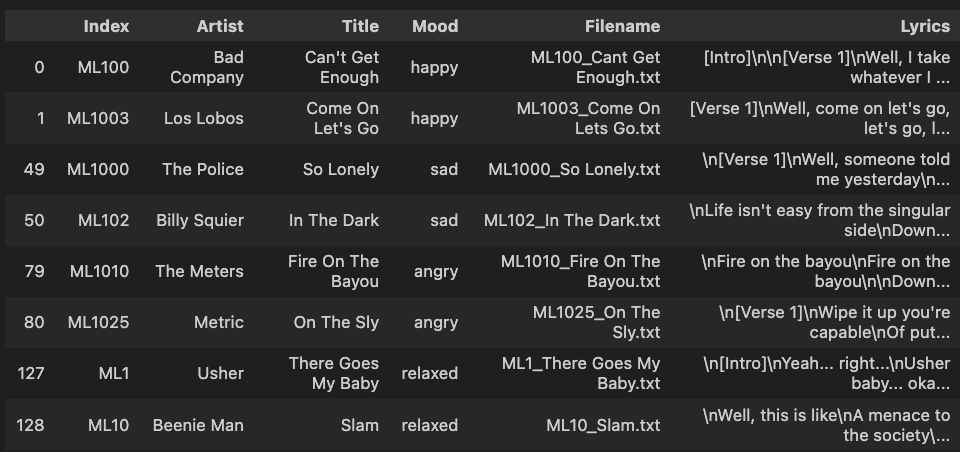 Index Artist Title Mood Filename Lyrics
0 ML100 Bad Company Can't Get Enough happy ML100_Cant Get Enough.txt [Intro]\n\n[Verse 1]\nWell, I take whatever I ...
1 ML1003 Los Lobos Come On Let's Go happy ML1003_Come On Lets Go.txt [Verse 1]\nWell, come on let's go, let's go, l...
49 ML1000 The Police So Lonely sad ML1000_So Lonely.txt \n[Verse 1]\nWell, someone told me yesterday\n...
50 ML102 Billy Squier In The Dark sad ML102_In The Dark.txt \nLife isn't easy from the singular side\nDown...
79 ML1010 The Meters Fire On The Bayou angry ML1010_Fire On The Bayou.txt \nFire on the bayou\nFire on the bayou\n\nDown...
80 ML1025 Metric On The Sly angry ML1025_On The Sly.txt \n[Verse 1]\nWipe it up you're capable\nOf put...
127 ML1 Usher There Goes My Baby relaxed ML1_There Goes My Baby.txt \n[Intro]\nYeah... right...\nUsher baby... oka...
128 ML10 Beenie Man Slam relaxed ML10_Slam.txt \nWell, this is like\nA menace to the society\...